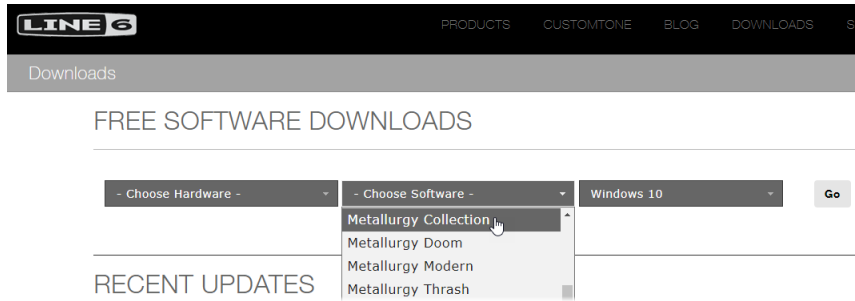 LINE 6 PRODUCTS CUSTOMTONE BLOG DOWNLOADS S
Downloads
FREE SOFTWARE DOWNLOADS
- Choose Hardware - - Choose Software - Windows 10 Go
Metallurgy Collection
Metallurgy Doom
Metallurgy Modern
Metallurgy Thrash
RECENT UPDATES